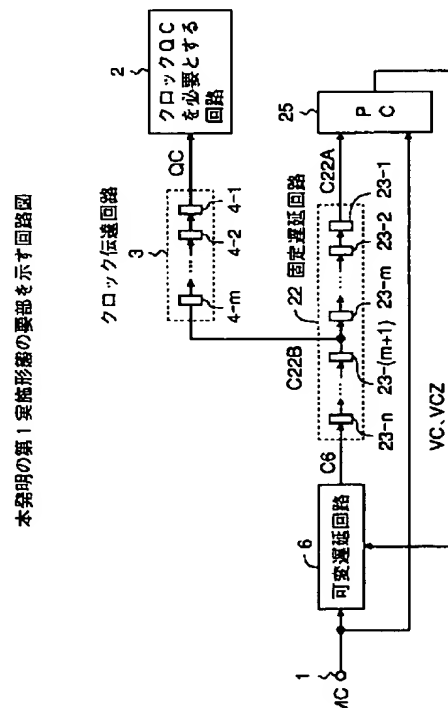 本発明の第1実施形態の要部を示す回路図
クロック伝達回路
3
QC
2
クロックQC
を必要とする
回路
4-m
4-2
4-1
C22B
22 固定遅延回路
C22A
25
PC
C6
23-n
23-(m+1)
23-m
23-2
23-1
6
可変遅延回路
1
MC
VC、VCZ